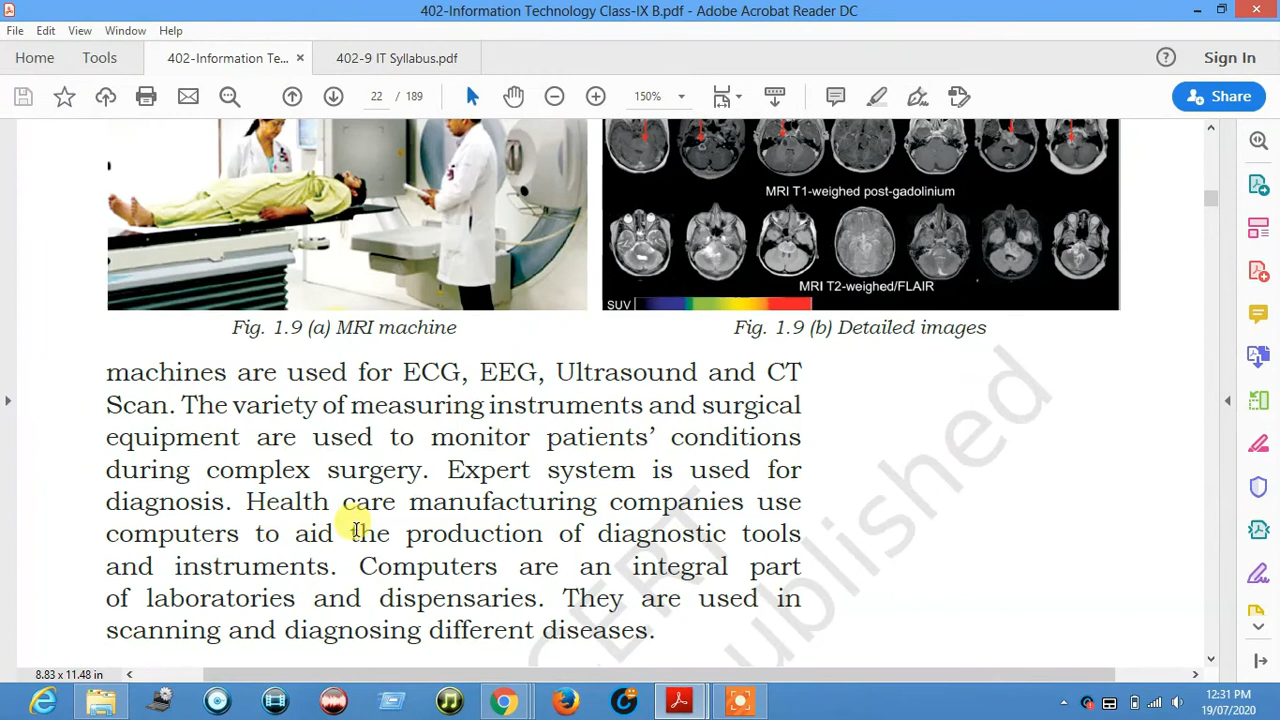 402-Information Technology Class-IX B.pdf - Adobe Acrobat Reader DC
File Edit View Window Help
Home Tools 402-Information Te... × 402-9 IT Syllabus.pdf Sign In
22 / 189 150% Share
MRI T1-weighed post-gadolinium
MRI T2-weighed/FLAIR
SUV
Fig. 1.9 (a) MRI machine Fig. 1.9 (b) Detailed images
machines are used for ECG, EEG, Ultrasound and CT
Scan. The variety of measuring instruments and surgical
equipment are used to monitor patients’ conditions
during complex surgery. Expert system is used for
diagnosis. Health care manufacturing companies use
computers to aid the production of diagnostic tools
and instruments. Computers are an integral part
of laboratories and dispensaries. They are used in
scanning and diagnosing different diseases.
published
8.83 x 11.48 in
12:31 PM
19/07/2020